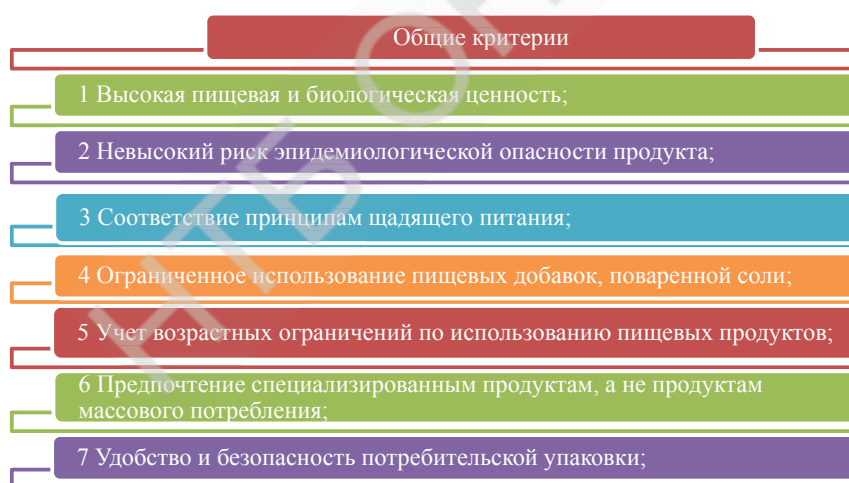 Общие критерии
1 Высокая пищевая и биологическая ценность;
2 Невысокий риск эпидемиологической опасности продукта;
3 Соответствие принципам щадящего питания;
4 Ограниченное использование пищевых добавок, поваренной соли;
5 Учет возрастных ограничений по использованию пищевых продуктов;
6 Предпочтение специализированным продуктам, а не продуктам
массового потребления;
7 Удобство и безопасность потребительской упаковки;
НТБ